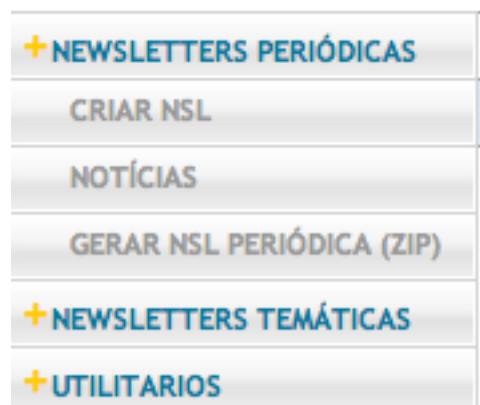 +NEWSLETTERS PERIÓDICAS
CRIAR NSL
NOTÍCIAS
GERAR NSL PERIÓDICA (ZIP)
+NEWSLETTERS TEMÁTICAS
+UTILITARIOS